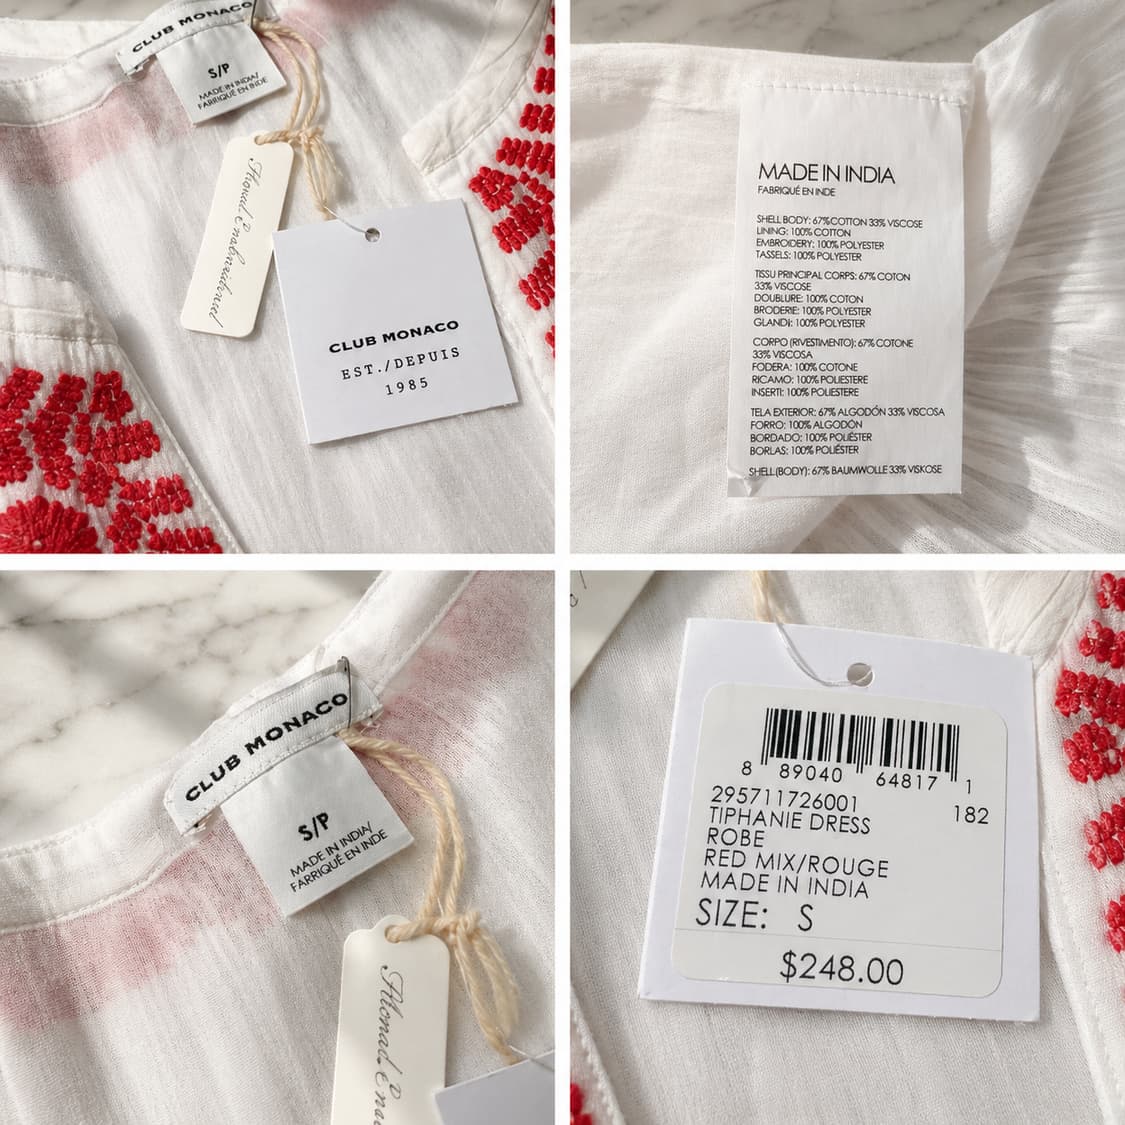 CLUB MONACO
S/P
MADE IN INDIA/
FABRIQUÉ EN INDE
CLUB MONACO
EST./DEPUIS
1985
MADE IN INDIA
FABRIQUÉ EN INDE
SHELL BODY: 67% COTTON 33% VISCOSE
LINING: 100% COTTON
EMBROIDERY: 100% POLYESTER
TASSELS: 100% POLYESTER
TISSU PRINCIPAL CORPS: 67% COTON
33% VISCOSE
DOUBLURE: 100% COTON
BRODERIE: 100% POLYESTER
GLAND: 100% POLYESTER
CORPO (RIVESTIMENTO): 67% COTONE
33% VISCOSA
FODERA: 100% COTONE
RICAMO: 100% POLIESTERE
INSERTI: 100% POLIESTERE
TELA EXTERIOR: 67% ALGODÓN 33% VISCOSA
FORRO: 100% ALGODÓN
BORDADO: 100% POLIÉSTER
BORLAS: 100% POLIÉSTER
SHELL (BODY): 67% BAUMWOLLE 33% VISKOSE
CLUB MONACO
S/P
MADE IN INDIA/
FABRIQUÉ EN INDE
8 89040 64817 1
295711726001 182
TIPHANIE DRESS
ROBE
RED MIX/ROUGE
MADE IN INDIA
SIZE: S
$248.00